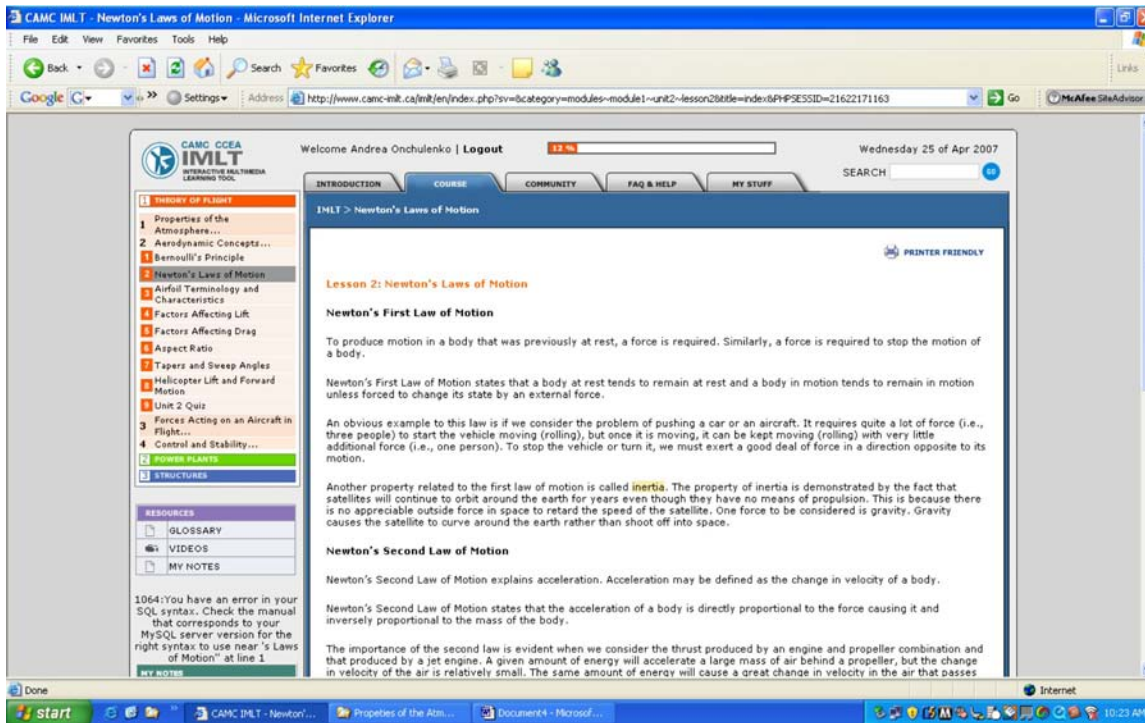 CAMC IMLT - Newton's Laws of Motion - Microsoft Internet Explorer
File Edit View Favorites Tools Help
Back Search Favorites Links
Google G Settings Address http://www.camc-imlt.ca/imlt/en/index.php?sv=&category=modules~module1~unit2~lesson2&title=index&PHPSESSID=21622171163 Go McAfee SiteAdvisor
CAMC CCEA
IMLT
INTERACTIVE MULTIMEDIA
LEARNING TOOL
Welcome Andrea Onchulenko | Logout 12 % Wednesday 25 of Apr 2007
SEARCH GO
INTRODUCTION COURSE COMMUNITY FAQ & HELP MY STUFF
1 THEORY OF FLIGHT
1 Properties of the
Atmosphere...
2 Aerodynamic Concepts...
1 Bernoulli's Principle
2 Newton's Laws of Motion
3 Airfoil Terminology and
Characteristics
4 Factors Affecting Lift
5 Factors Affecting Drag
6 Aspect Ratio
7 Tapers and Sweep Angles
8 Helicopter Lift and Forward
Motion
9 Unit 2 Quiz
3 Forces Acting on an Aircraft in
Flight...
4 Control and Stability...
2 POWER PLANTS
3 STRUCTURES
RESOURCES
GLOSSARY
VIDEOS
MY NOTES
1064:You have an error in your
SQL syntax. Check the manual
that corresponds to your
MySQL server version for the
right syntax to use near 's Laws
of Motion'' at line 1
MY NOTES
IMLT > Newton's Laws of Motion
PRINTER FRIENDLY
Lesson 2: Newton's Laws of Motion
Newton's First Law of Motion
To produce motion in a body that was previously at rest, a force is required. Similarly, a force is required to stop the motion of
a body.
Newton's First Law of Motion states that a body at rest tends to remain at rest and a body in motion tends to remain in motion
unless forced to change its state by an external force.
An obvious example to this law is if we consider the problem of pushing a car or an aircraft. It requires quite a lot of force (i.e.,
three people) to start the vehicle moving (rolling), but once it is moving, it can be kept moving (rolling) with very little
additional force (i.e., one person). To stop the vehicle or turn it, we must exert a good deal of force in a direction opposite to its
motion.
Another property related to the first law of motion is called inertia. The property of inertia is demonstrated by the fact that
satellites will continue to orbit around the earth for years even though they have no means of propulsion. This is because there
is no appreciable outside force in space to retard the speed of the satellite. One force to be considered is gravity. Gravity
causes the satellite to curve around the earth rather than shoot off into space.
Newton's Second Law of Motion
Newton's Second Law of Motion explains acceleration. Acceleration may be defined as the change in velocity of a body.
Newton's Second Law of Motion states that the acceleration of a body is directly proportional to the force causing it and
inversely proportional to the mass of the body.
The importance of the second law is evident when we consider the thrust produced by an engine and propeller combination and
that produced by a jet engine. A given amount of energy will accelerate a large mass of air behind a propeller, but the change
in velocity of the air is relatively small. The same amount of energy will cause a great change in velocity in the air that passes
Done Internet
start CAMC IMLT - Newton'... Propeties of the Atm... Document4 - Microsof... 10:23 AM